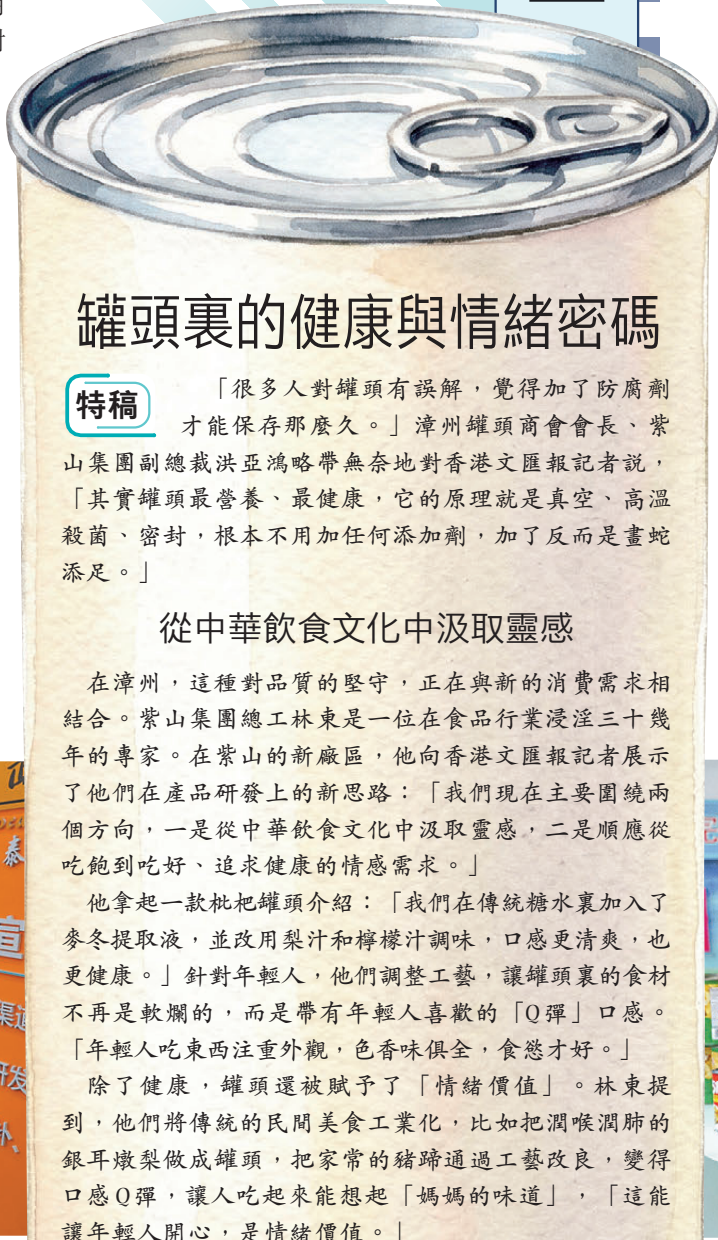 罐頭裏的健康與情緒密碼
特稿
「很多人對罐頭有誤解，覺得加了防腐劑
才能保存那麼久。」漳州罐頭商會會長、紫
山集團副總裁洪亞鴻略帶無奈地對香港文匯報記者說，
「其實罐頭最營養、最健康，它的原理就是真空、高溫
殺菌、密封，根本不用加任何添加劑，加了反而是畫蛇
添足。」
從中華飲食文化中汲取靈感
在漳州，這種對品質的堅守，正在與新的消費需求相
結合。紫山集團總工林東是一位在食品行業浸淫三十幾
年的專家。在紫山的新廠區，他向香港文匯報記者展示
了他們在產品研發上的新思路：「我們現在主要圍繞兩
個方向，一是從中華飲食文化中汲取靈感，二是順應從
吃飽到吃好、追求健康的情感需求。」
他拿起一款枇杷罐頭介紹：「我們在傳統糖水裏加入了
麥冬提取液，並改用梨汁和檸檬汁調味，口感更清爽，也
更健康。」針對年輕人，他們調整工藝，讓罐頭裏的食材
不再是軟爛的，而是帶有年輕人喜歡的「Q彈」口感。
「年輕人吃東西注重外觀，色香味俱全，食慾才好。」
除了健康，罐頭還被賦予了「情緒價值」。林東提
到，他們將傳統的民間美食工業化，比如把潤喉潤肺的
銀耳燉梨做成罐頭，把家常的豬蹄通過工藝改良，變得
口感Q彈，讓人吃起來能想起「媽媽的味道」，「這能
讓年輕人開心，是情緒價值。」
泰
宣